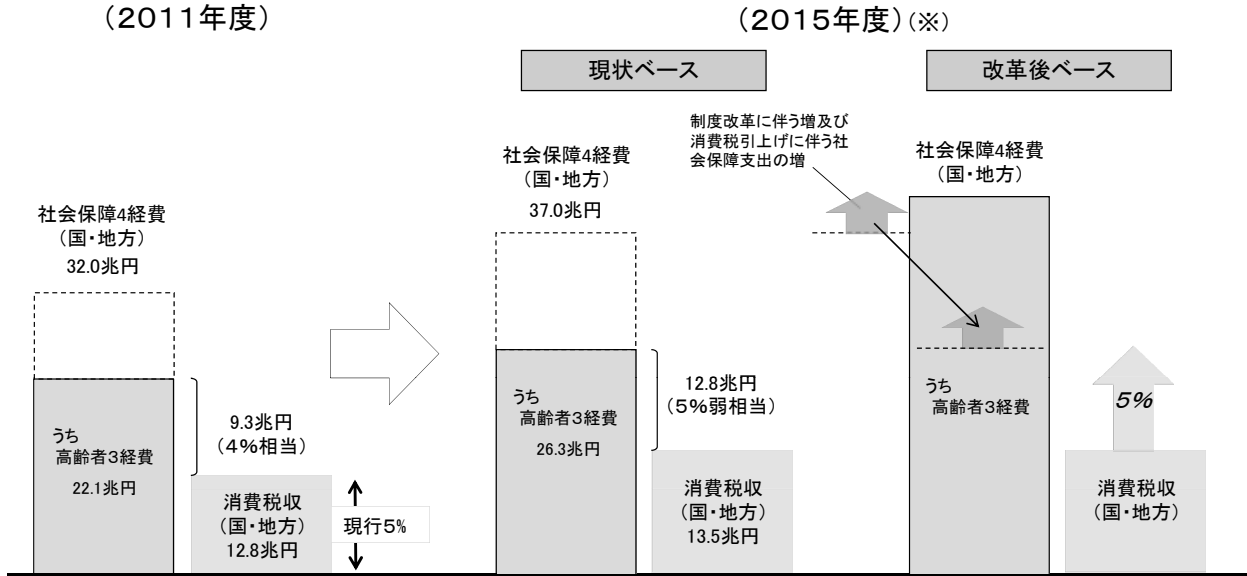 （２０１１年度）
（２０１５年度）（※）
現状ベース
改革後ベース
制度改革に伴う増及び
消費税引上げに伴う社
会保障支出の増
社会保障4経費
（国・地方）
32.0兆円
うち
高齢者３経費
22.1兆円
9.3兆円
（４％相当）
消費税収
（国・地方）
12.8兆円
現行５%
社会保障4経費
（国・地方）
37.0兆円
うち
高齢者３経費
26.3兆円
12.8兆円
（５％弱相当）
消費税収
（国・地方）
13.5兆円
社会保障4経費
（国・地方）
うち
高齢者３経費
５%
消費税収
（国・地方）